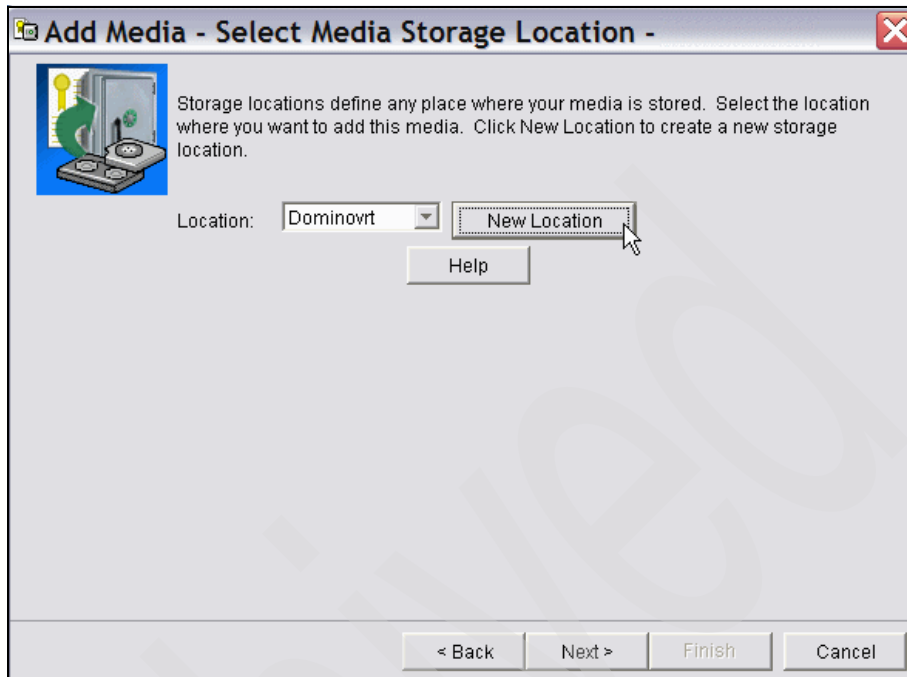 Add Media - Select Media Storage Location -
Storage locations define any place where your media is stored. Select the location
where you want to add this media. Click New Location to create a new storage
location.
Location: Dominovrt New Location
Help
< Back Next > Finish Cancel